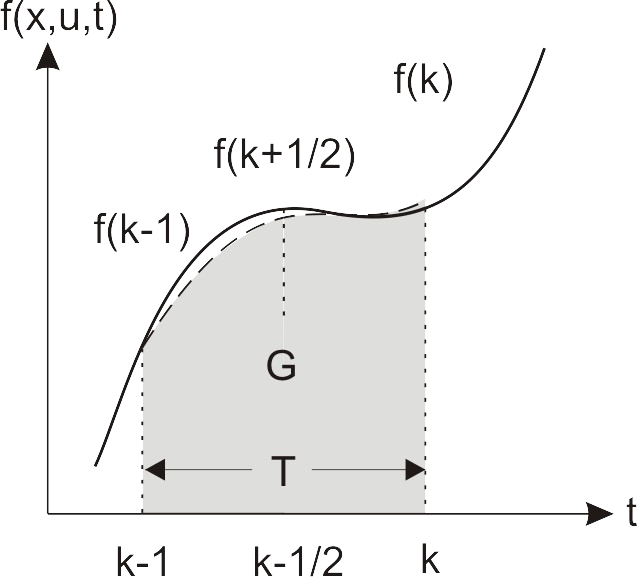 f(x,u,t)
f(k)
f(k+1/2)
f(k-1)
G
T
t
k-1
k-1/2
k